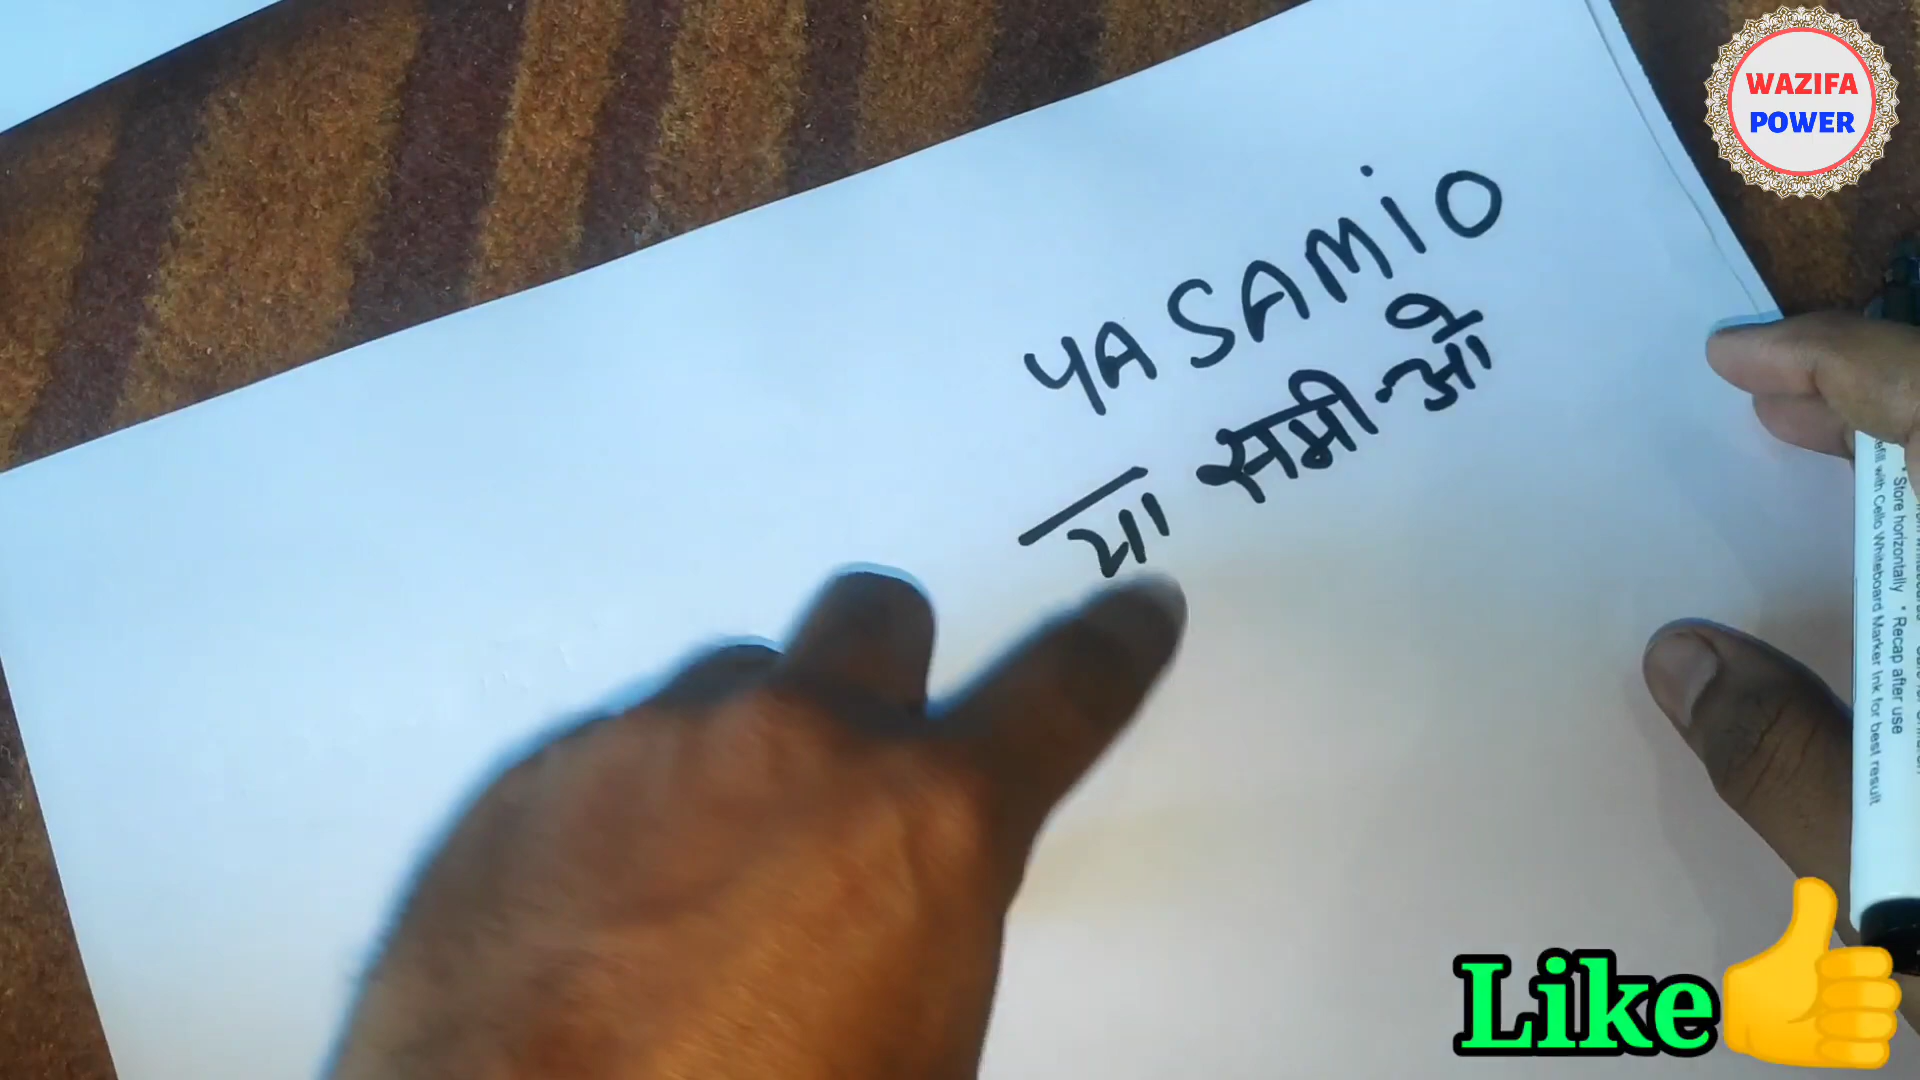 WAZIFA
POWER
YA SAMiO
या समी-ओ
* Store horizontally * Recap after use
efill with Cello Whiteboard Marker Ink for best result
Like